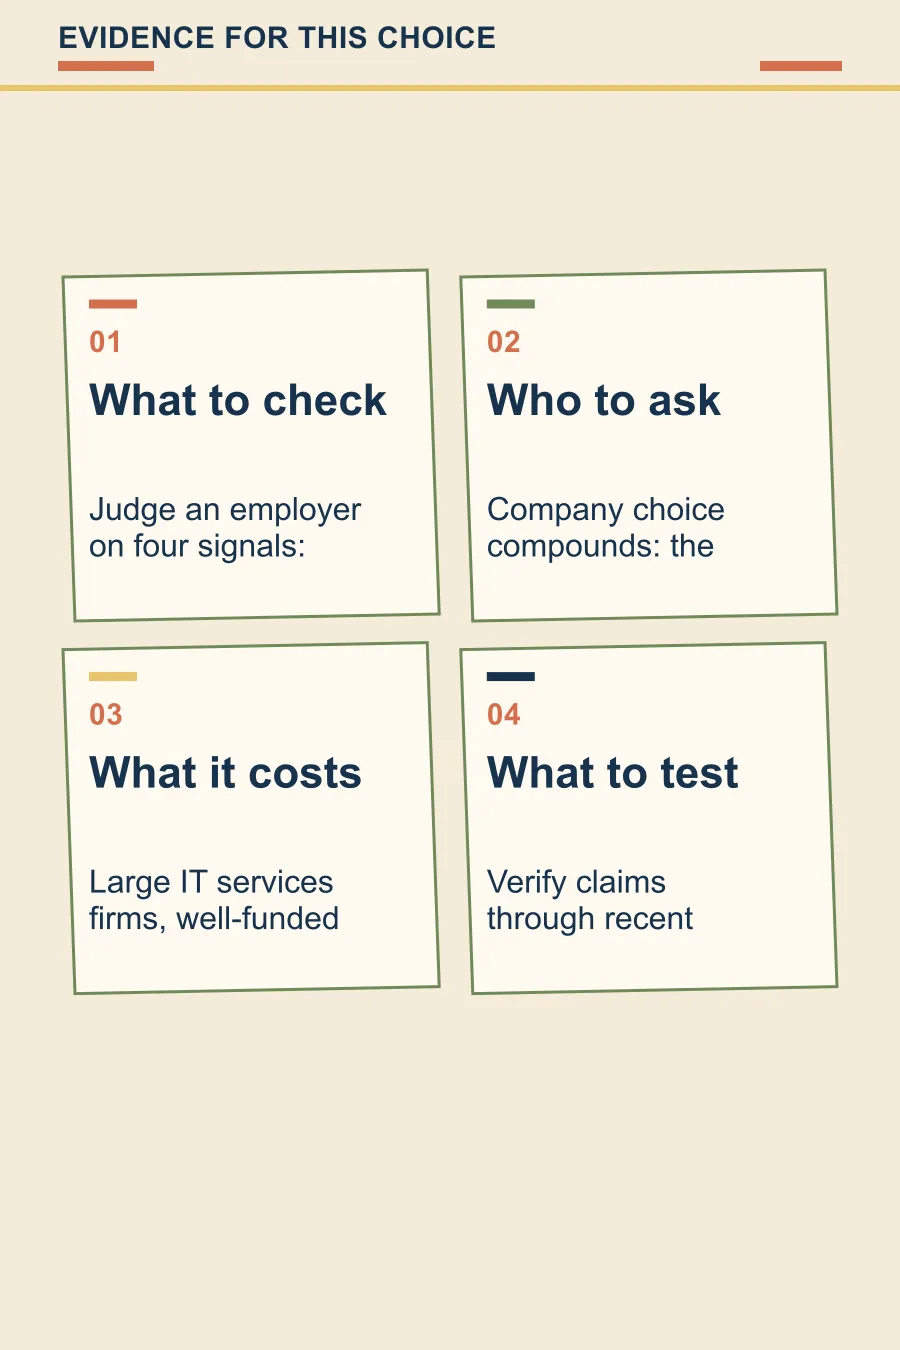 EVIDENCE FOR THIS CHOICE
01
What to check
Judge an employer
on four signals:
02
Who to ask
Company choice
compounds: the
03
What it costs
Large IT services
firms, well-funded
04
What to test
Verify claims
through recent